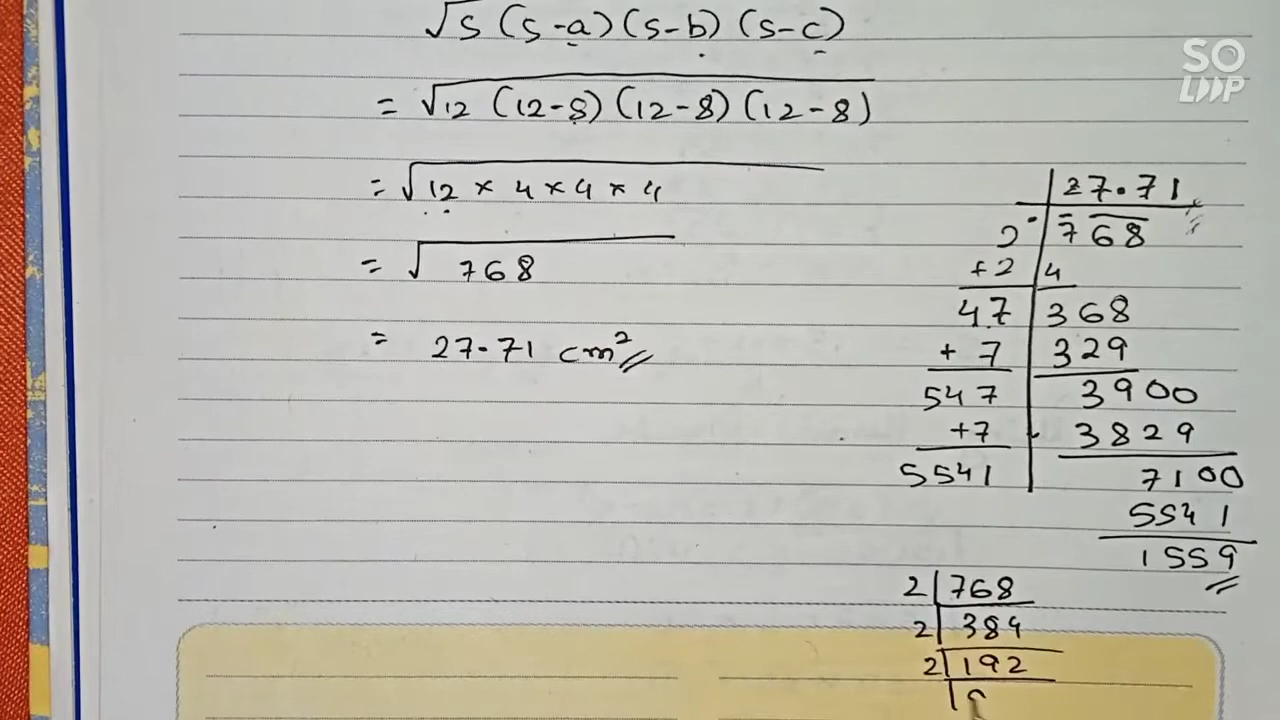 √s (s-a) (s-b) (s-c)
= √12 (12-8) (12-8) (12-8)
= √12 × 4 × 4 × 4
= √768
= 27.71 cm²
27.71
2 768
+2 4
47 368
+ 7 329
547 3900
+7 3829
5541 7100
5541
1559
2 768
2 384
2 192
SO
LOOP